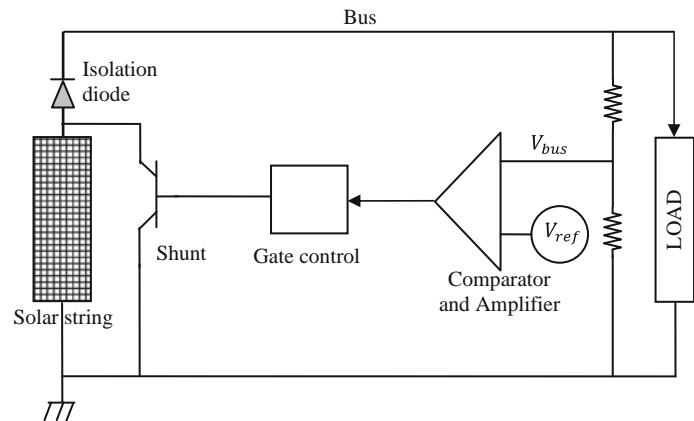 Bus
Isolation
diode
V_bus
V_ref
LOAD
Shunt
Gate control
Comparator
and Amplifier
Solar string